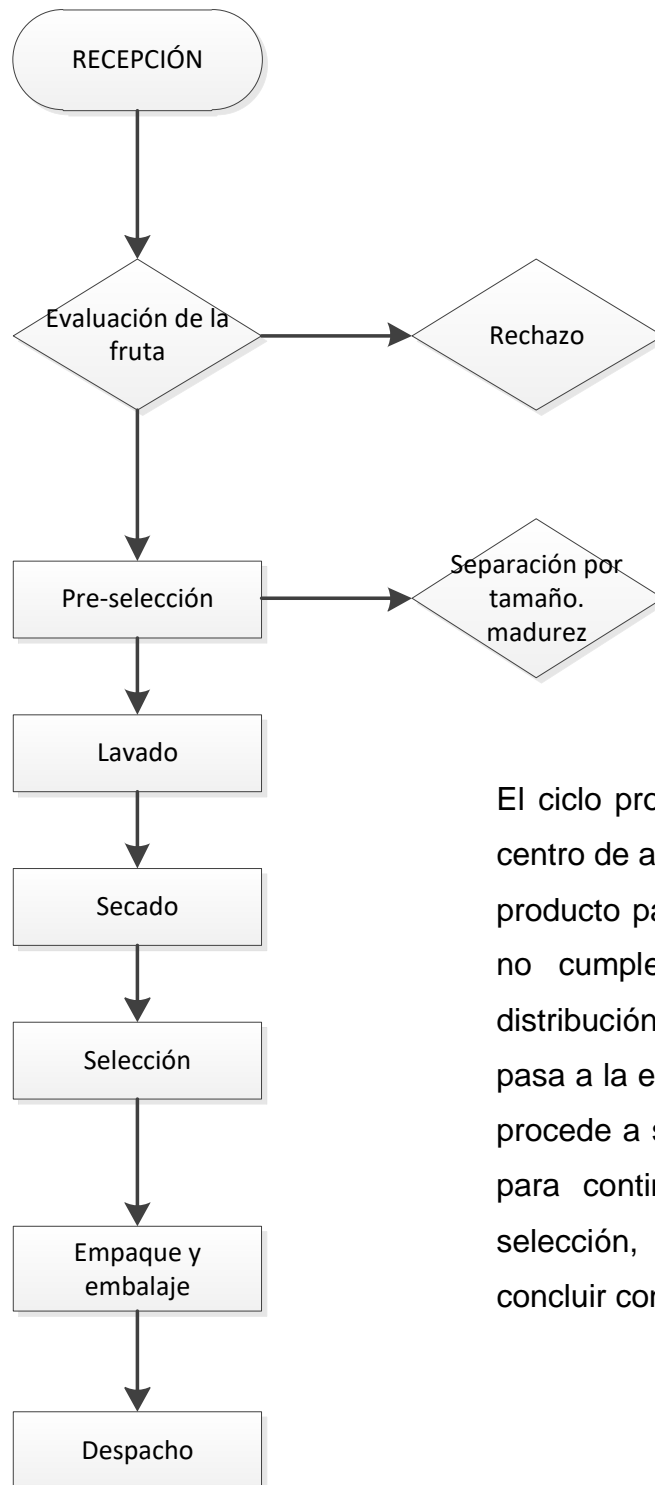 RECEPCIÓN
Evaluación de la
fruta
Rechazo
Pre-selección
Separación por
tamaño.
madurez
Lavado
Secado
Selección
Empaque y
embalaje
Despacho
El ciclo pro
centro de a
producto pa
no cumple
distribución
pasa a la e
procede a s
para contin
selección,
concluir con